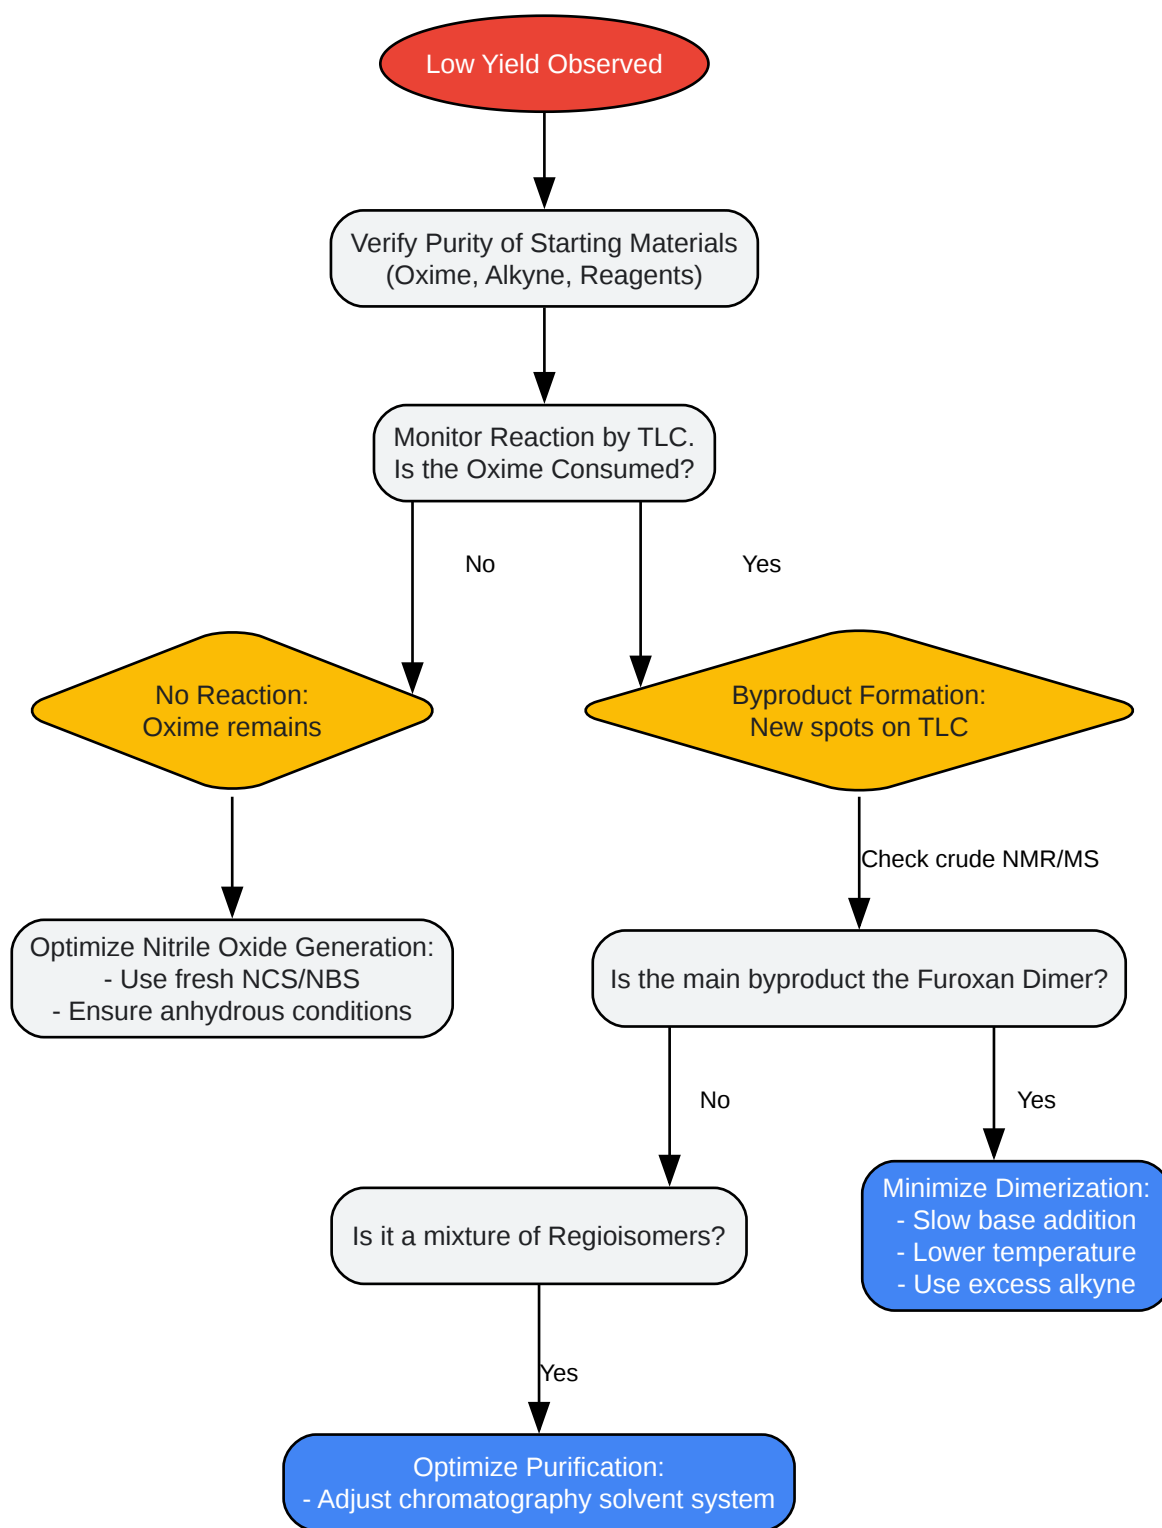 Low Yield Observed
Verify Purity of Starting Materials
(Oxime, Alkyne, Reagents)
Monitor Reaction by TLC.
Is the Oxime Consumed?
No
Yes
No Reaction:
Oxime remains
Byproduct Formation:
New spots on TLC
Check crude NMR/MS
Optimize Nitrile Oxide Generation:
- Use fresh NCS/NBS
- Ensure anhydrous conditions
Is the main byproduct the Furoxan Dimer?
No
Yes
Minimize Dimerization:
- Slow base addition
- Lower temperature
- Use excess alkyne
Is it a mixture of Regioisomers?
Yes
Optimize Purification:
- Adjust chromatography solvent system